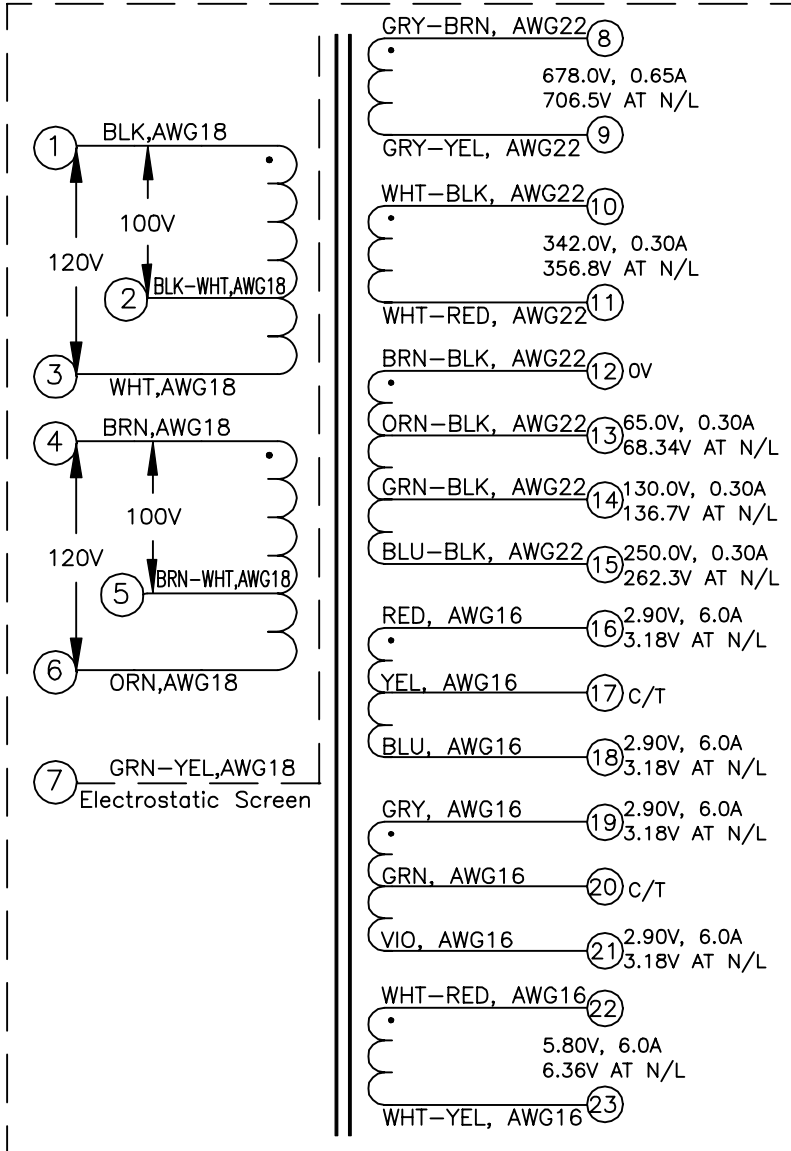 1
BLK,AWG18
100V
120V
2
BLK-WHT,AWG18
3
WHT,AWG18
4
BRN,AWG18
100V
120V
5
BRN-WHT,AWG18
6
ORN,AWG18
7
GRN-YEL,AWG18
Electrostatic Screen
GRY-BRN, AWG22
8
678.0V, 0.65A
706.5V AT N/L
GRY-YEL, AWG22
9
WHT-BLK, AWG22
10
342.0V, 0.30A
356.8V AT N/L
WHT-RED, AWG22
11
BRN-BLK, AWG22
12
0V
ORN-BLK, AWG22
13
65.0V, 0.30A
68.34V AT N/L
GRN-BLK, AWG22
14
130.0V, 0.30A
136.7V AT N/L
BLU-BLK, AWG22
15
250.0V, 0.30A
262.3V AT N/L
RED, AWG16
16
2.90V, 6.0A
3.18V AT N/L
YEL, AWG16
17
C/T
BLU, AWG16
18
2.90V, 6.0A
3.18V AT N/L
GRY, AWG16
19
2.90V, 6.0A
3.18V AT N/L
GRN, AWG16
20
C/T
VIO, AWG16
21
2.90V, 6.0A
3.18V AT N/L
WHT-RED, AWG16
22
5.80V, 6.0A
6.36V AT N/L
WHT-YEL, AWG16
23